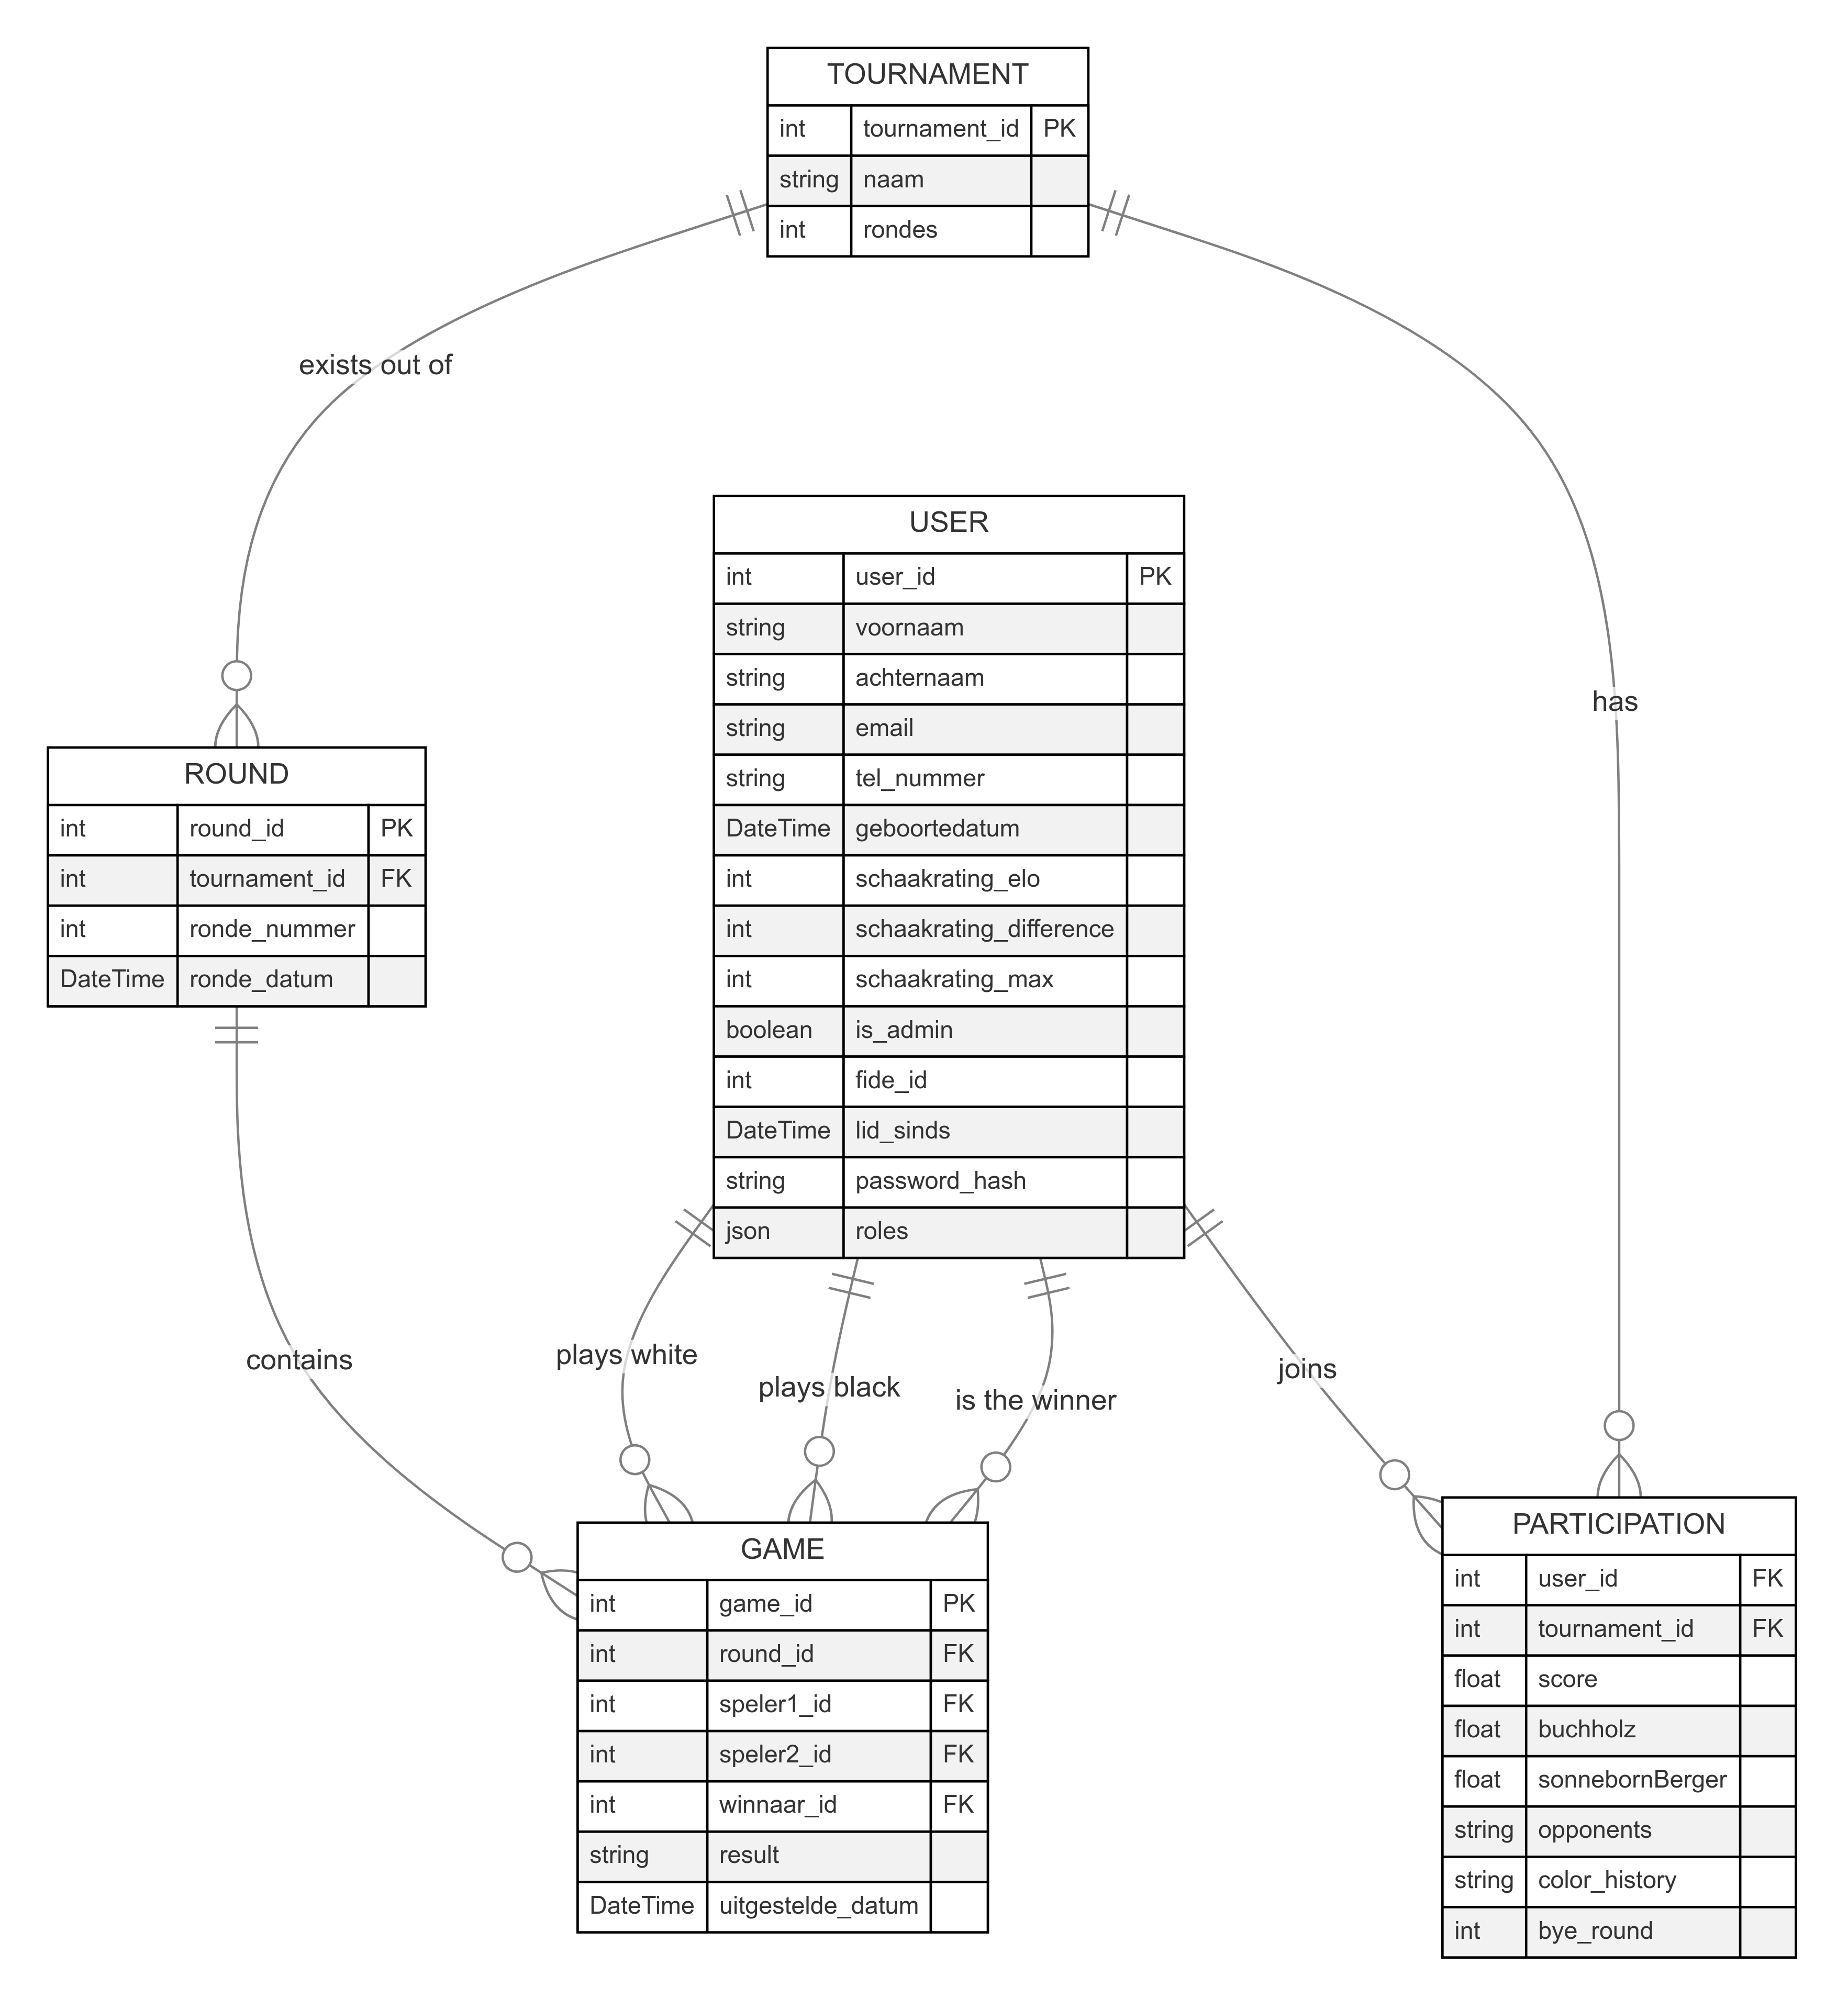 TOURNAMENT
int tournament_id PK
string naam
int rondes
exists out of
has
USER
int user_id PK
string voornaam
string achternaam
string email
string tel_nummer
DateTime geboortedatum
int schaakrating_elo
int schaakrating_difference
int schaakrating_max
boolean is_admin
int fide_id
DateTime lid_sinds
string password_hash
json roles
ROUND
int round_id PK
int tournament_id FK
int ronde_nummer
DateTime ronde_datum
contains
plays white
plays black
is the winner
joins
GAME
int game_id PK
int round_id FK
int speler1_id FK
int speler2_id FK
int winnaar_id FK
string result
DateTime uitgestelde_datum
PARTICIPATION
int user_id FK
int tournament_id FK
float score
float buchholz
float sonnebornBerger
string opponents
string color_history
int bye_round